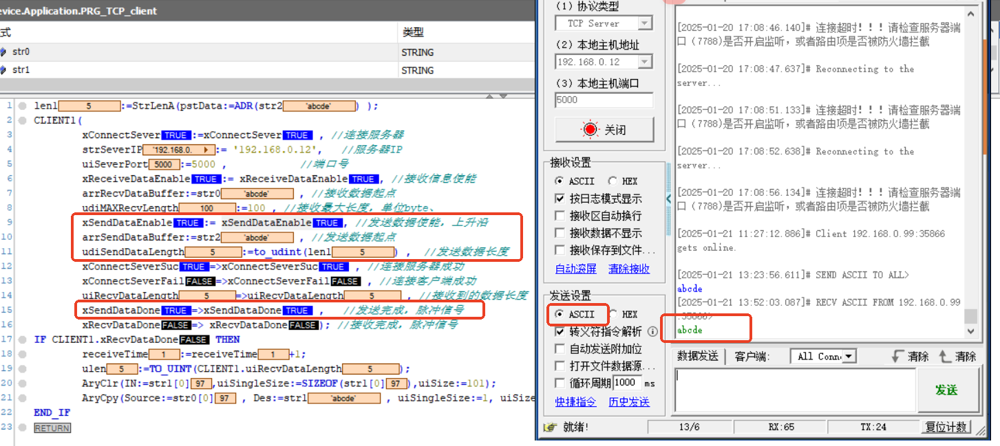 evice.Application.PRG_TCP_client
式 类型
str0 STRING
str1 STRING
1 len1 5 :=StrLenA(pstData:=ADR(str2 'abcde' ) );
2 CLIENT1(
3 xConnectSever TRUE :=xConnectSever TRUE , //连接服务器
4 strSeverIP '192.168.0. := '192.168.0.12', //服务器IP
5 uiSeverPort 5000 :=5000 , //端口号
6 xReceiveDataEnable TRUE := xReceiveDataEnable TRUE , //接收信息使能
7 arrRecvDataBuffer:=str0 'abcde' , //接收数据起点
8 udiMAXRecvLength 100 :=100 , //接收最大长度，单位byte、
9 xSendDataEnable TRUE := xSendDataEnable TRUE , //发送数据使能，上升沿
10 arrSendDataBuffer:=str2 'abcde' , //发送数据起点
11 udiSendDataLength 5 :=to_udint(len1 5 ) , //发送数据长度
12 xConnectSeverSuc TRUE =>xConnectSeverSuc TRUE , //连接服务器成功
13 xConnectSeverFail FALSE =>xConnectSeverFail FALSE , //连接客户端成功
14 uiRecvDataLength 5 =>uiRecvDataLength 5 , //接收到的数据长度
15 xSendDataDone TRUE =>xSendDataDone TRUE , //发送完成，脉冲信号
16 xRecvDataDone FALSE => xRecvDataDone FALSE ); //接收完成，脉冲信号
17 IF CLIENT1.xRecvDataDone FALSE THEN
18 receiveTime 1 :=receiveTime 1 +1;
19 ulen 5 :=TO_UINT(CLIENT1.uiRecvDataLength 5 );
20 AryClr(IN:=str1[0] 97 ,uiSingleSize:=SIZEOF(str1[0] 97 ),uiSize:=101);
21 AryCpy(Source:=str0[0] 97 , Des:=str1 'abcde' , uiSingleSize:=1, uiSize
22 END_IF
23 RETURN
(1) 协议类型
TCP Server
(2) 本地主机地址
192.168.0.12
(3) 本地主机端口
5000
关闭
接收设置
ASCII HEX
按日志模式显示
接收区自动换行
接收数据不显示
接收保存到文件...
自动滚屏 清除接收
发送设置
ASCII HEX
转义符指令解析
自动发送附加位
打开文件数据源...
循环周期 1000 ms
快捷指令 历史发送
[2025-01-20 17:08:46.140]# 连接超时！！！请检查服务器端
口（7788)是否开启监听，或者路由项是否被防火墙拦截
[2025-01-20 17:08:47.637]# Reconnecting to the
server...
[2025-01-20 17:08:51.133]# 连接超时！！！请检查服务器端
口（7788)是否开启监听，或者路由项是否被防火墙拦截
[2025-01-20 17:08:52.638]# Reconnecting to the
server...
[2025-01-20 17:08:56.134]# 连接超时！！！请检查服务器端
口（7788)是否开启监听，或者路由项是否被防火墙拦截
[2025-01-21 11:27:12.886]# Client 192.168.0.99:35866
gets online.
[2025-01-21 13:23:56.611]# SEND ASCII TO ALL>
abcde
[2025-01-21 13:52:03.087]# RECV ASCII FROM 192.168.0.99
:35866>
abcde
数据发送 客户端: All Conn 清除 清除
发送
就绪! 13/6 RX:65 TX:24 复位计数